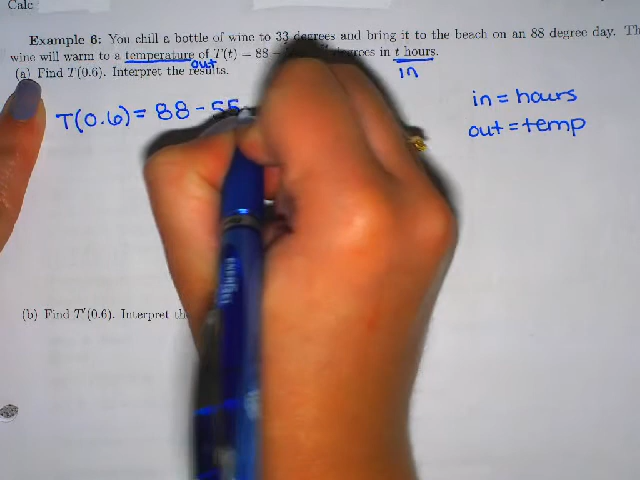 Calc
Example 6: You chill a bottle of wine to 33 degrees and bring it to the beach on an 88 degree day.
wine will warm to a temperature of T(t) = 88 − degrees in t hours.
out
in
(a) Find T(0.6). Interpret the results.
T(0.6) = 88 - 55
in = hours
out = temp
(b) Find T'(0.6). Interpret